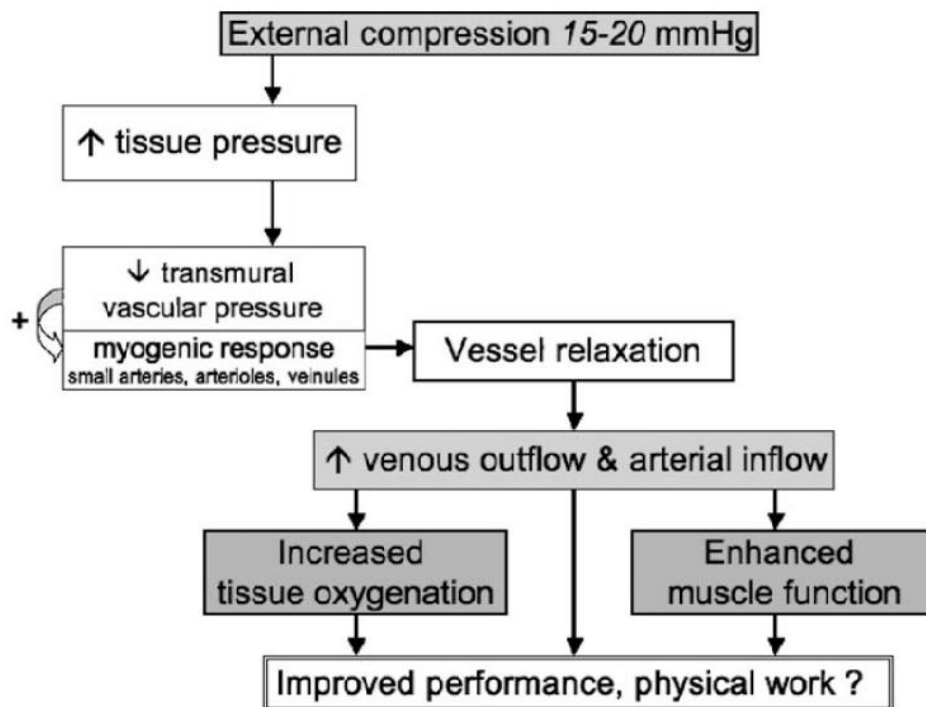 External compression 15-20 mmHg
↑ tissue pressure
↓ transmural
vascular pressure
+
myogenic response
small arteries, arterioles, veinules
Vessel relaxation
↑ venous outflow & arterial inflow
Increased
tissue oxygenation
Enhanced
muscle function
Improved performance, physical work ?